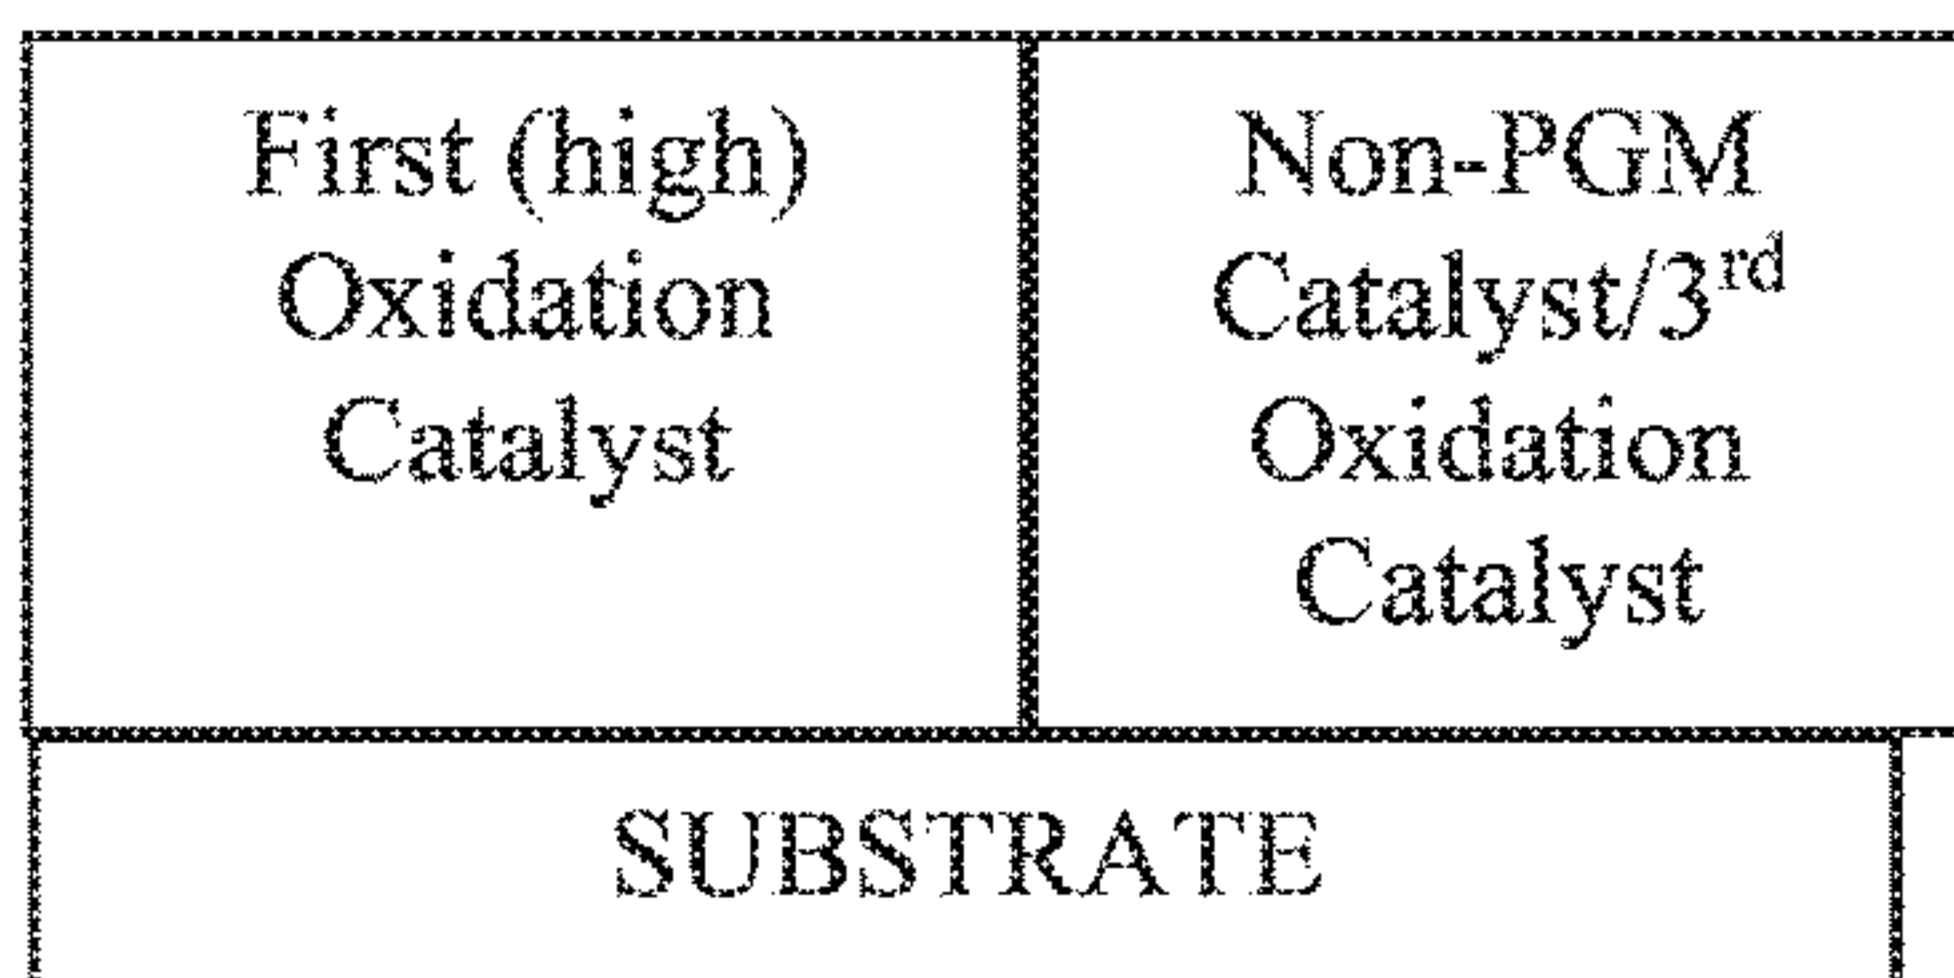 First (high)
Oxidation
Catalyst
Non-PGM
Catalyst/3rd
Oxidation
Catalyst
SUBSTRATE